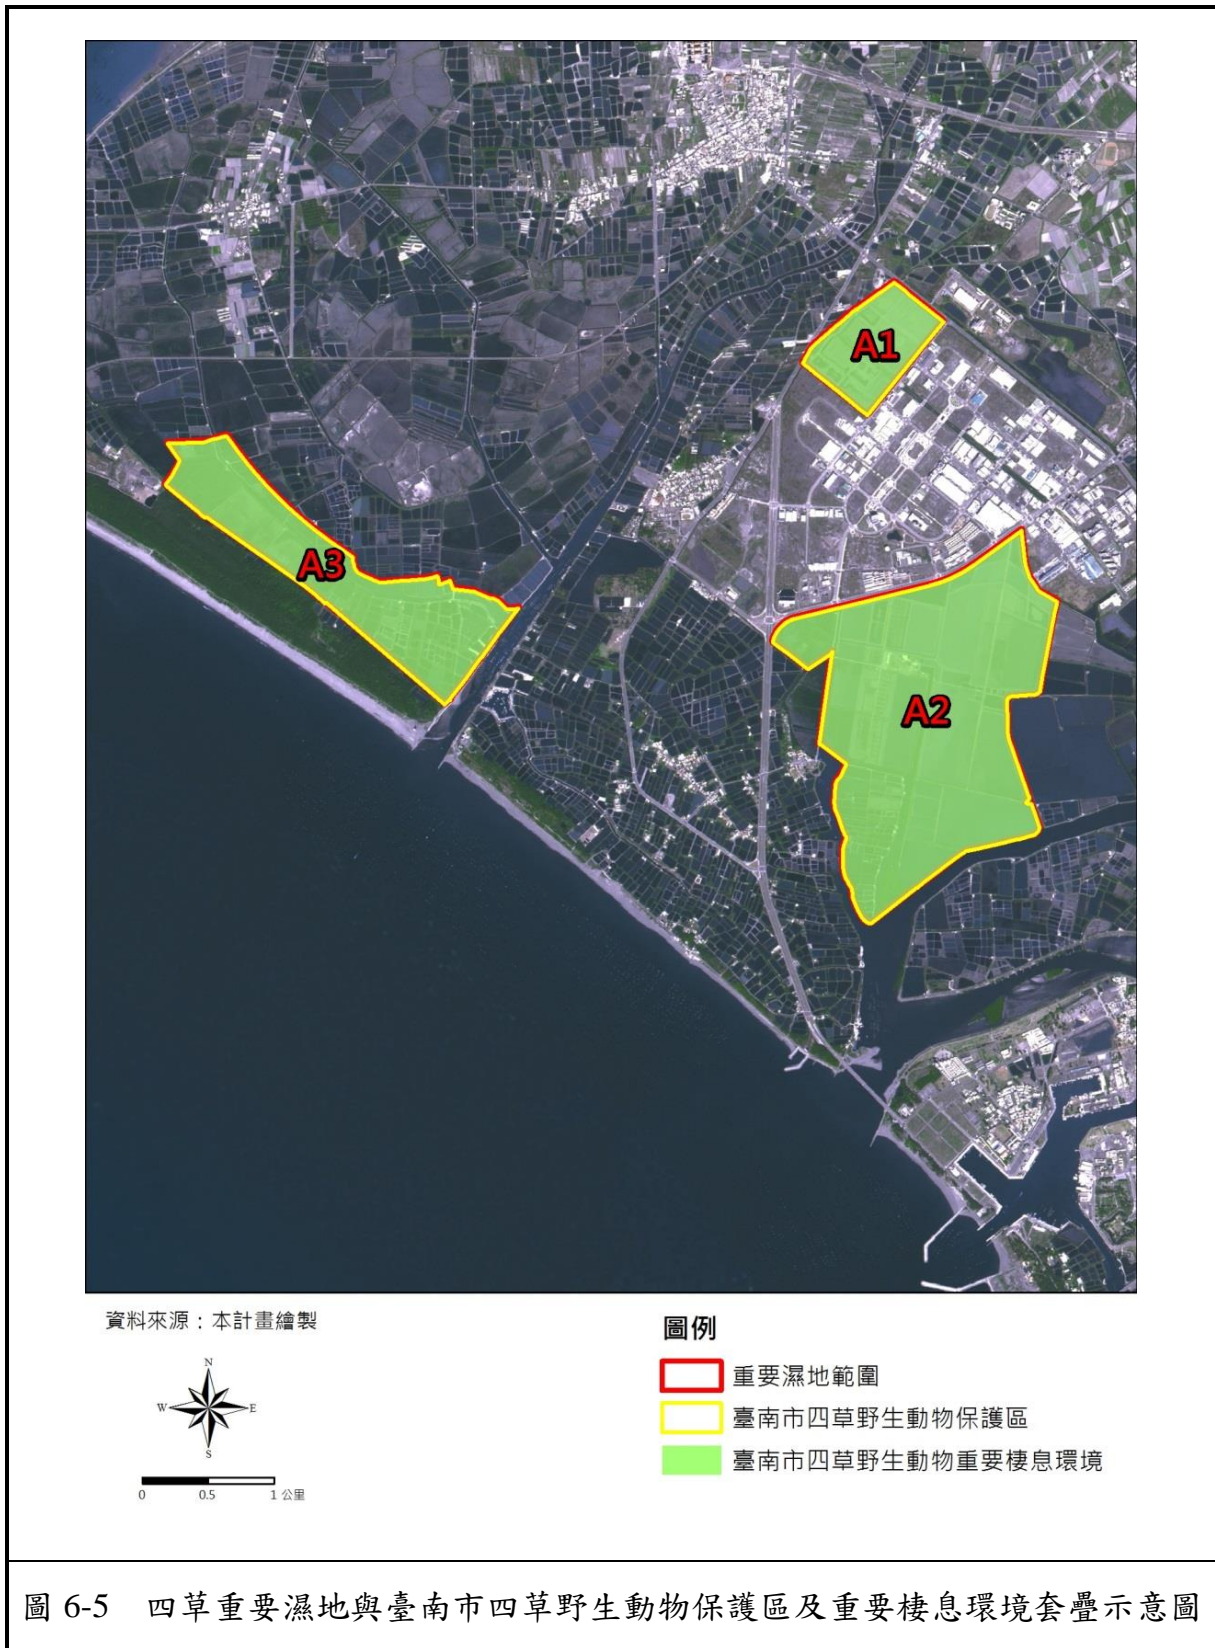 A1
A3
A2
資料來源：本計畫繪製
N
W E
S
0 0.5 1 公里
圖例
重要濕地範圍
臺南市四草野生動物保護區
臺南市四草野生動物重要棲息環境
圖 6-5 四草重要濕地與臺南市四草野生動物保護區及重要棲息環境套疊示意圖